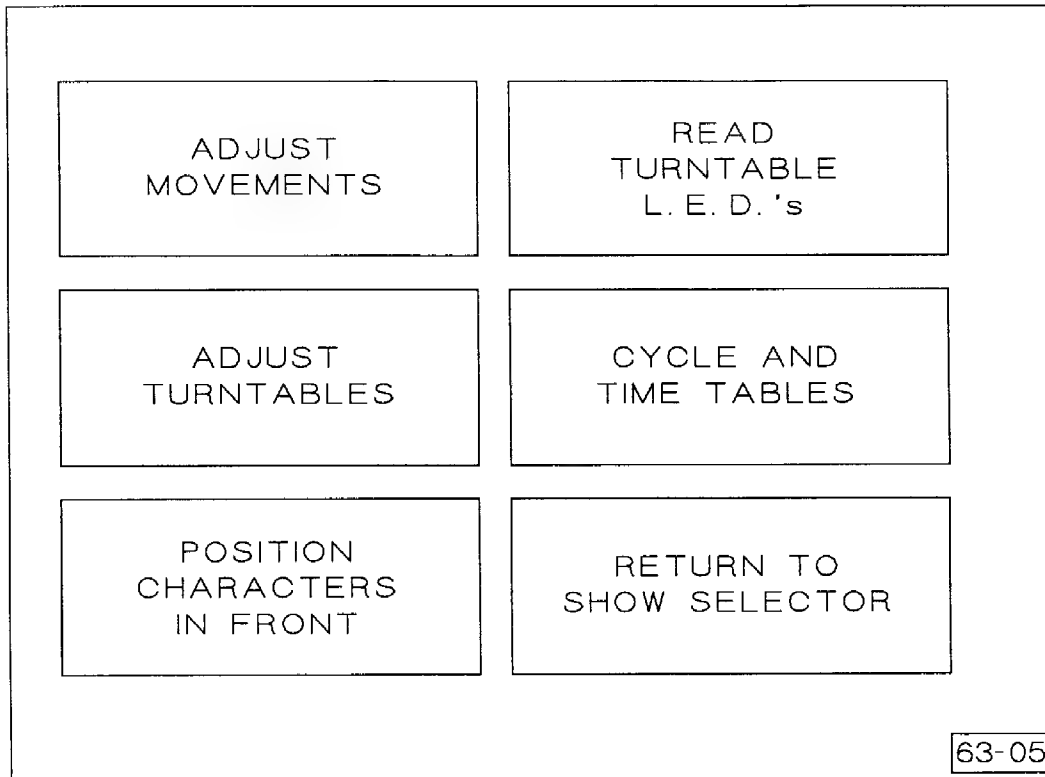 ADJUST
MOVEMENTS
READ
TURNTABLE
L.E.D.'s
ADJUST
TURNTABLES
CYCLE AND
TIME TABLES
POSITION
CHARACTERS
IN FRONT
RETURN TO
SHOW SELECTOR
63-05